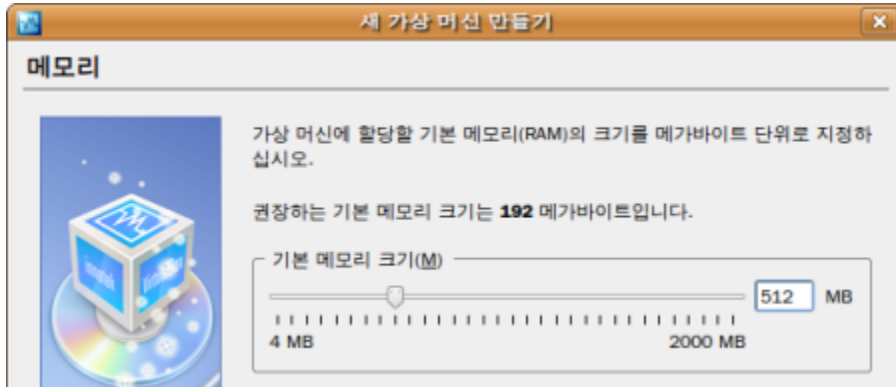 새 가상 머신 만들기
메모리
가상 머신에 할당할 기본 메모리(RAM)의 크기를 메가바이트 단위로 지정하
십시오.
권장하는 기본 메모리 크기는 192 메가바이트입니다.
기본 메모리 크기(M)
512 MB
4 MB 2000 MB
innotek